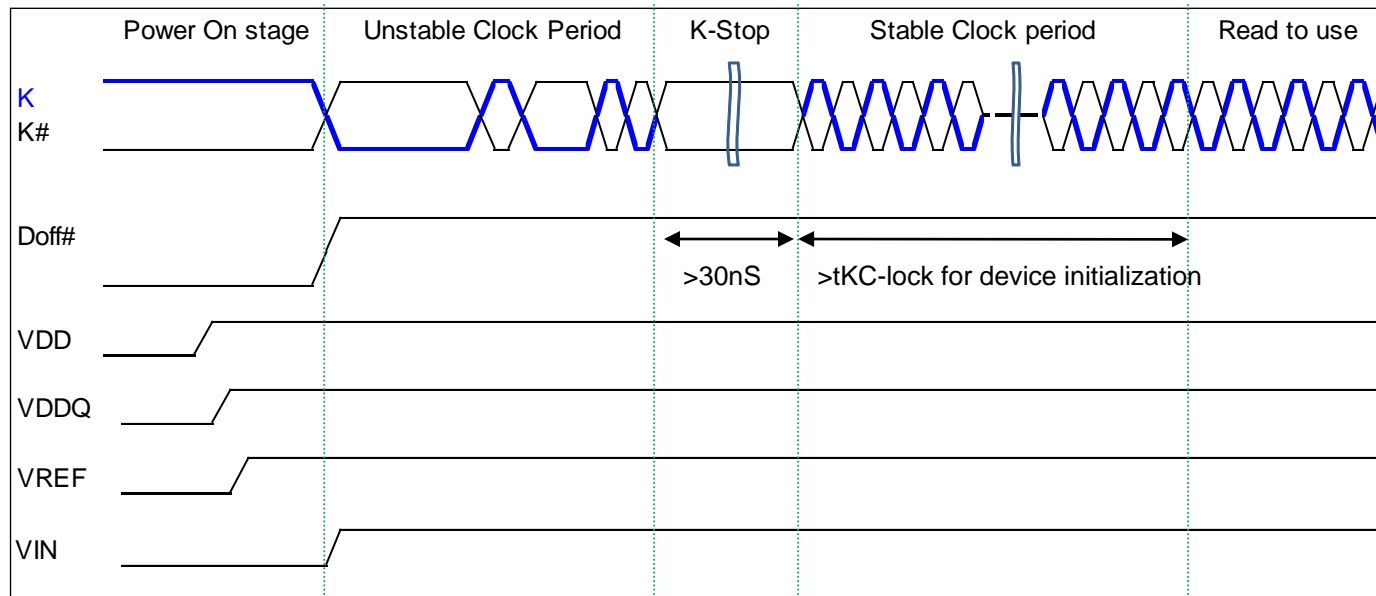 Power On stage Unstable Clock Period K-Stop Stable Clock period Read to use
K
K#
Doff#
>30nS >tKC-lock for device initialization
VDD
VDDQ
VREF
VIN